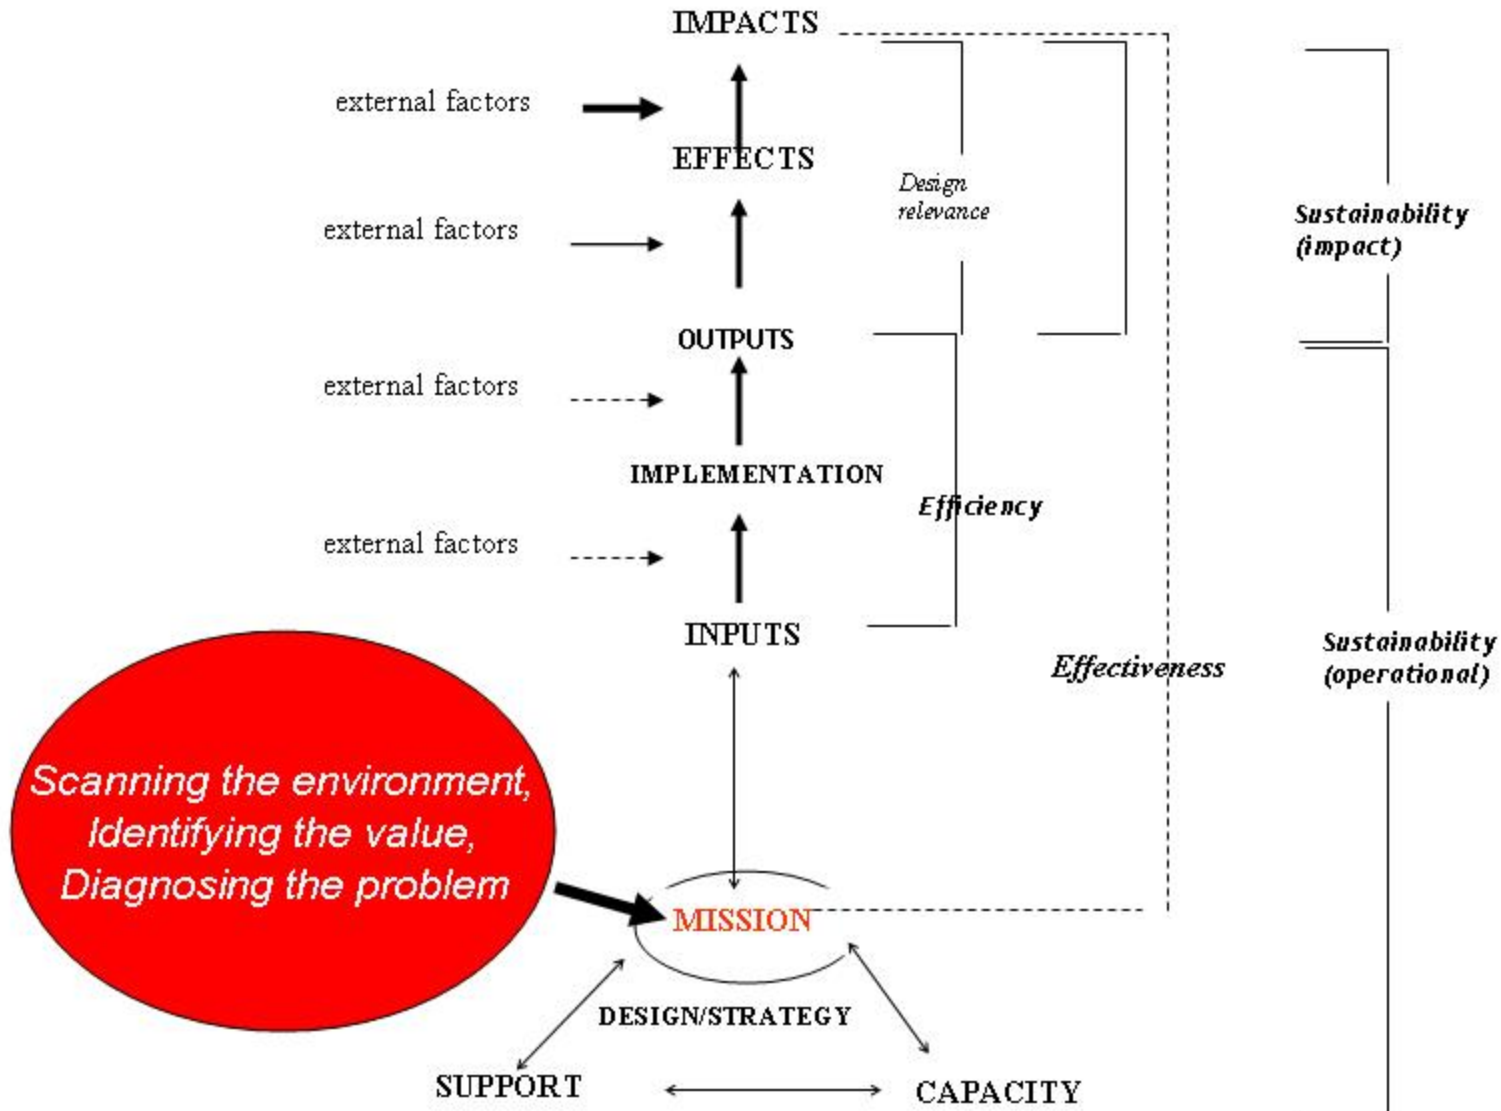 IMPACTS
external factors
EFFECTS
Design
relevance
Sustainability
(impact)
external factors
OUTPUTS
external factors
IMPLEMENTATION
Efficiency
external factors
INPUTS
Effectiveness
Sustainability
(operational)
Scanning the environment,
Identifying the value,
Diagnosing the problem
MISSION
DESIGN/STRATEGY
SUPPORT
CAPACITY